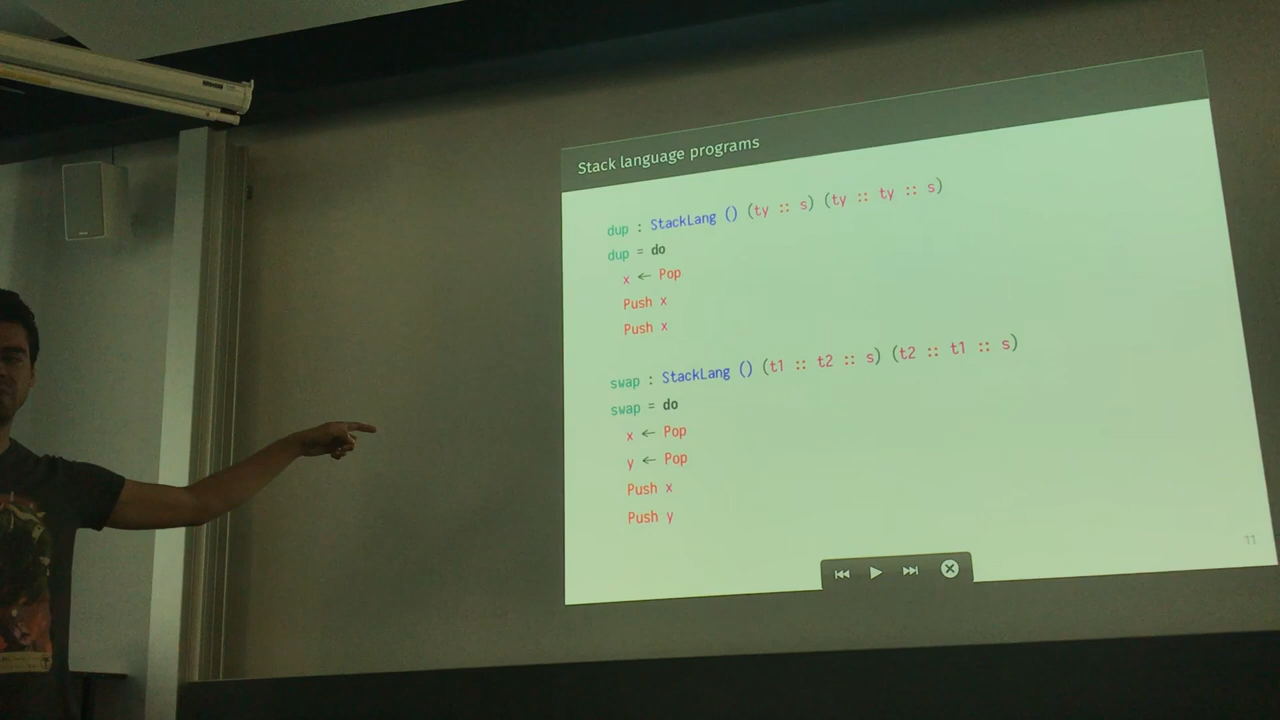 Stack language programs
dup : StackLang () (ty :: s) (ty :: ty :: s)
dup = do
x ← Pop
Push x
Push x
swap : StackLang () (t1 :: t2 :: s) (t2 :: t1 :: s)
swap = do
x ← Pop
y ← Pop
Push x
Push y
11